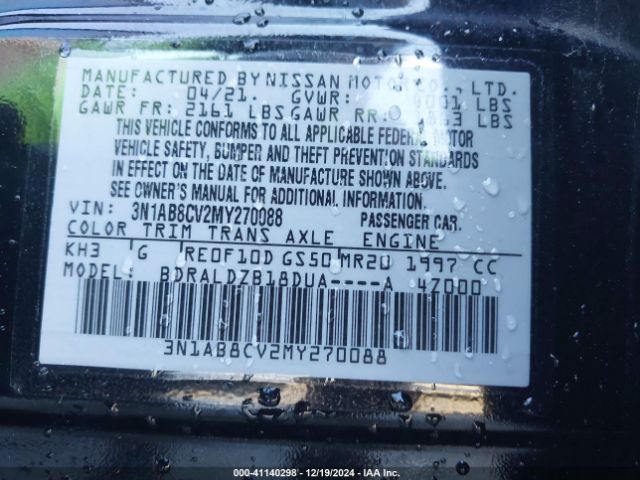 MANUFACTURED BY NISSAN MOTOR CO., LTD.
DATE: 04/21. GVWR: 4001 LBS
GAWR FR: 2161 LBS GAWR RR: LBS
THIS VEHICLE CONFORMS TO ALL APPLICABLE FEDERAL MOTOR
VEHICLE SAFETY, BUMPER AND THEFT PREVENTION STANDARDS
IN EFFECT ON THE DATE OF MANUFACTURE SHOWN ABOVE.
SEE OWNER'S MANUAL FOR ADDITIONAL INFORMATION.
VIN: 3N1AB8CV2MY270088 PASSENGER CAR.
COLOR TRIM TRANS AXLE ENGINE
KH3 G RE0F10D GS50 MR20 1997 CC
MODEL: BDRALDZB18DUA----A 47000
3N1AB8CV2MY270088
000-41140298 - 12/19/2024 - IAA Inc.